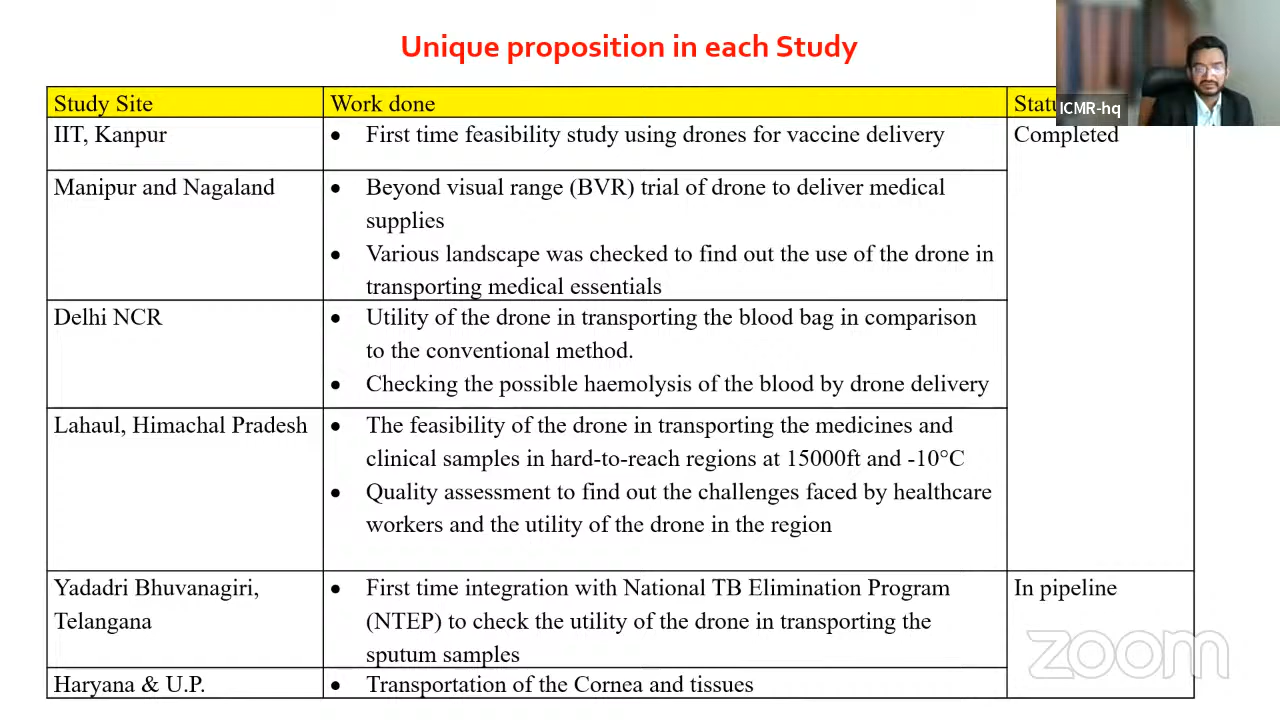 Unique proposition in each Study
ICMR-hq
Study Site
Work done
Statu
IIT, Kanpur
• First time feasibility study using drones for vaccine delivery
Completed
Manipur and Nagaland
• Beyond visual range (BVR) trial of drone to deliver medical
supplies
• Various landscape was checked to find out the use of the drone in
transporting medical essentials
Delhi NCR
• Utility of the drone in transporting the blood bag in comparison
to the conventional method.
• Checking the possible haemolysis of the blood by drone delivery
Lahaul, Himachal Pradesh
• The feasibility of the drone in transporting the medicines and
clinical samples in hard-to-reach regions at 15000ft and -10°C
• Quality assessment to find out the challenges faced by healthcare
workers and the utility of the drone in the region
Yadadri Bhuvanagiri,
Telangana
• First time integration with National TB Elimination Program
(NTEP) to check the utility of the drone in transporting the
sputum samples
In pipeline
Haryana & U.P.
• Transportation of the Cornea and tissues
zoom